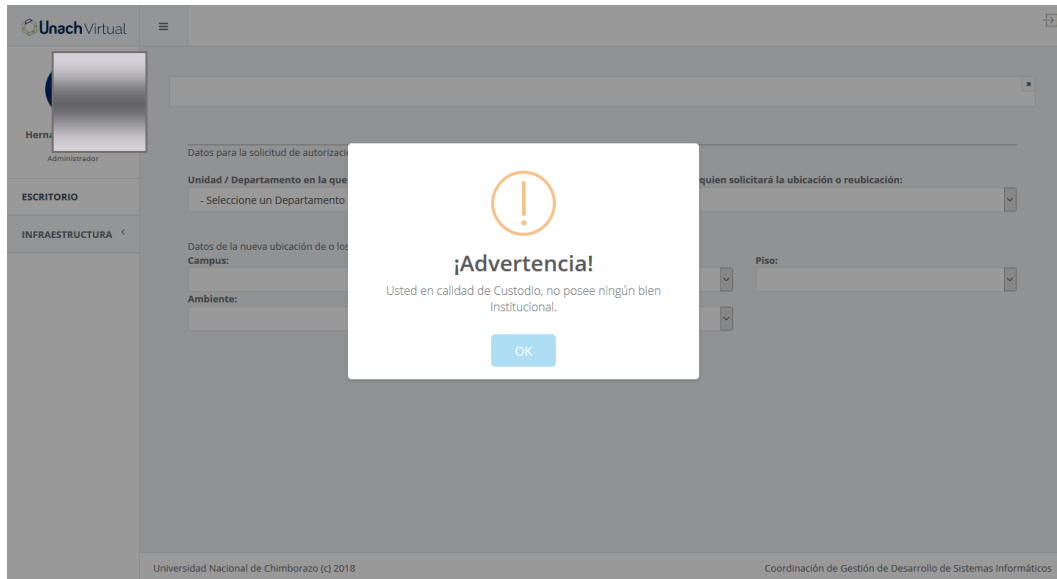 Unach Virtual
Administrador
ESCRITORIO
INFRAESTRUCTURA
Datos para la solicitud de
Unidad / Departamento en la que
quien solicitará la ubicación o reubicación:
- Seleccione un Departamento
Datos de la nueva ubicación de o los
Campus:
Piso:
Ambiente:
¡Advertencia!
Usted en calidad de Custodio, no posee ningún bien
Institucional.
OK
Universidad Nacional de Chimborazo (c) 2018
Coordinación de Gestión de Desarrollo de Sistemas Informáticos